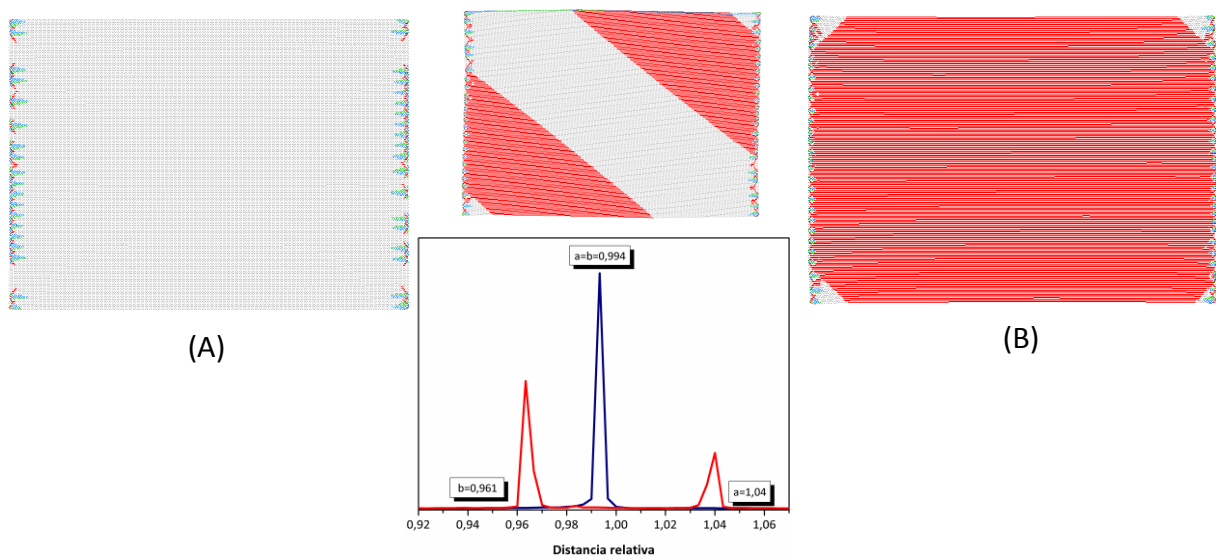 (A)
a=b=0,994
b=0,961
a=1,04
0,92 0,94 0,96 0,98 1,00 1,02 1,04 1,06
Distancia relativa
(B)